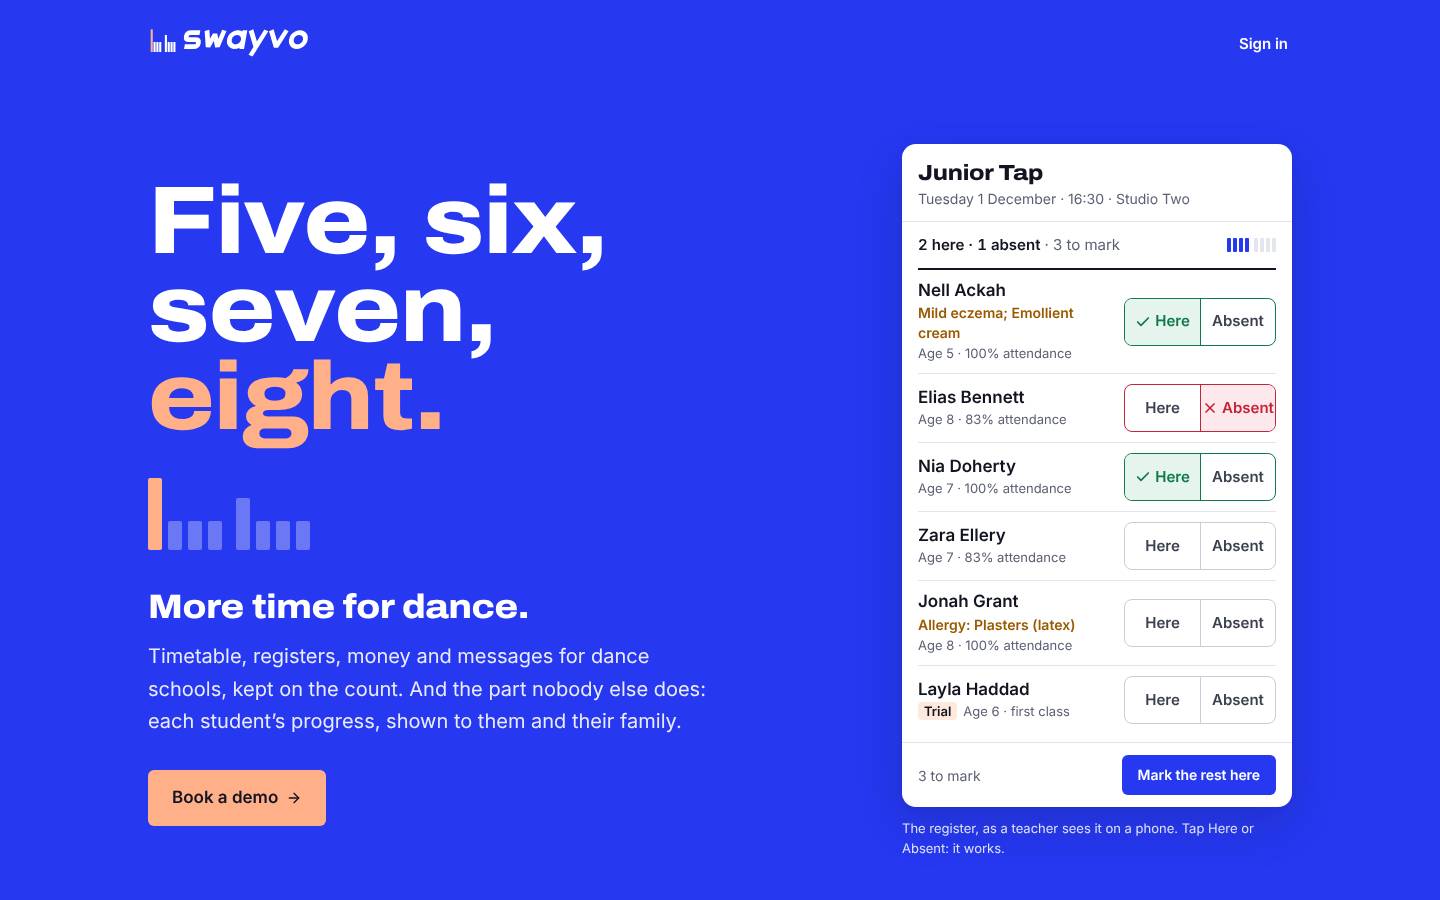 swayvo
Sign in
Five, six,
seven,
eight.
More time for dance.
Timetable, registers, money and messages for dance
schools, kept on the count. And the part nobody else does:
each student’s progress, shown to them and their family.
Book a demo →
Junior Tap
Tuesday 1 December · 16:30 · Studio Two
2 here · 1 absent · 3 to mark
Nell Ackah
Mild eczema; Emollient
cream
Age 5 · 100% attendance
Here Absent
Elias Bennett
Age 8 · 83% attendance
Here Absent
Nia Doherty
Age 7 · 100% attendance
Here Absent
Zara Ellery
Age 7 · 83% attendance
Here Absent
Jonah Grant
Allergy: Plasters (latex)
Age 8 · 100% attendance
Here Absent
Layla Haddad
Trial Age 6 · first class
Here Absent
3 to mark
Mark the rest here
The register, as a teacher sees it on a phone. Tap Here or
Absent: it works.